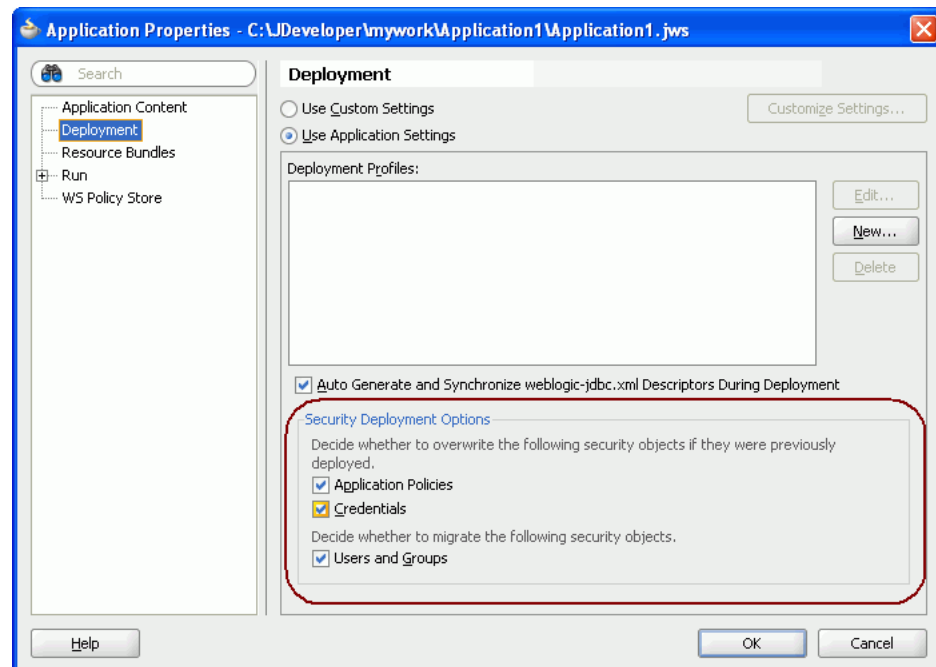 Application Properties - C:\JDeveloper\mywork\Application1\Application1.jws
Search
Application Content
Deployment
Resource Bundles
Run
WS Policy Store
Deployment
Use Custom Settings
Customize Settings...
Use Application Settings
Deployment Profiles:
Edit...
New...
Delete
Auto Generate and Synchronize weblogic-jdbc.xml Descriptors During Deployment
Security Deployment Options
Decide whether to overwrite the following security objects if they were previously
deployed.
Application Policies
Credentials
Decide whether to migrate the following security objects.
Users and Groups
Help
OK
Cancel